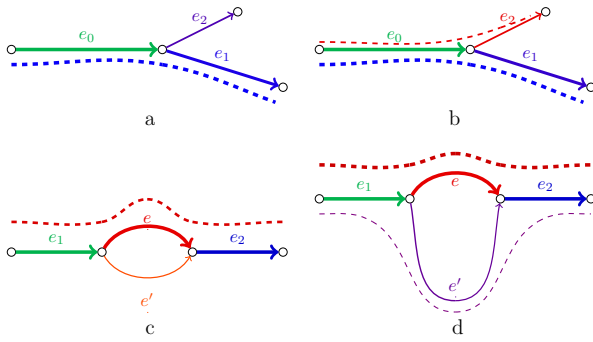 e₀ e₂ e₁
a
e₀ e₂ e₁
b
e₁ e e₂
e′
c
e₁ e e₂
e′
d